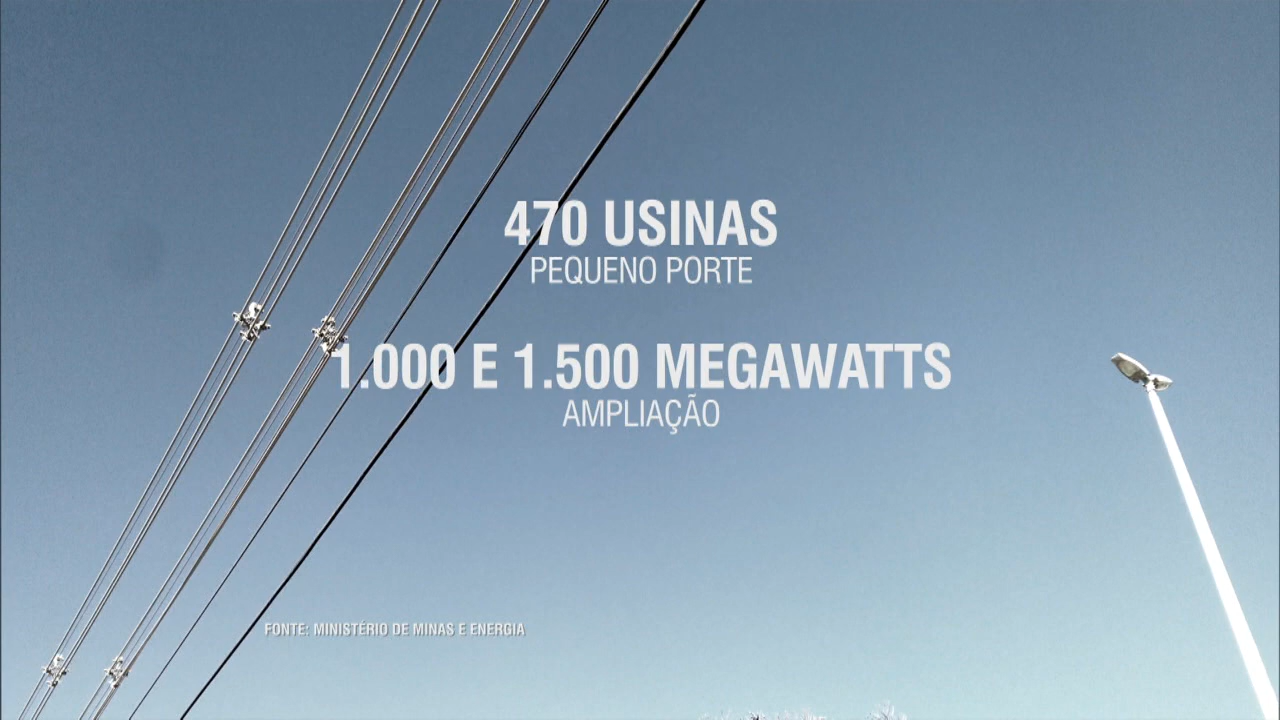 470 USINAS
PEQUENO PORTE
1.000 E 1.500 MEGAWATTS
AMPLIAÇÃO
FONTE: MINISTÉRIO DE MINAS E ENERGIA